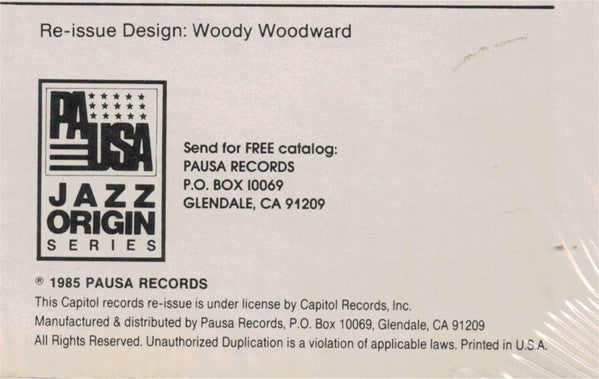 Re-issue Design: Woody Woodward
PAUSA
JAZZ
ORIGIN
SERIES
Send for FREE catalog:
PAUSA RECORDS
P.O. BOX 10069
GLENDALE, CA 91209
℗ 1985 PAUSA RECORDS
This Capitol records re-issue is under license by Capitol Records, Inc.
Manufactured & distributed by Pausa Records, P.O. Box 10069, Glendale, CA 91209
All Rights Reserved. Unauthorized Duplication is a violation of applicable laws. Printed in U.S.A.